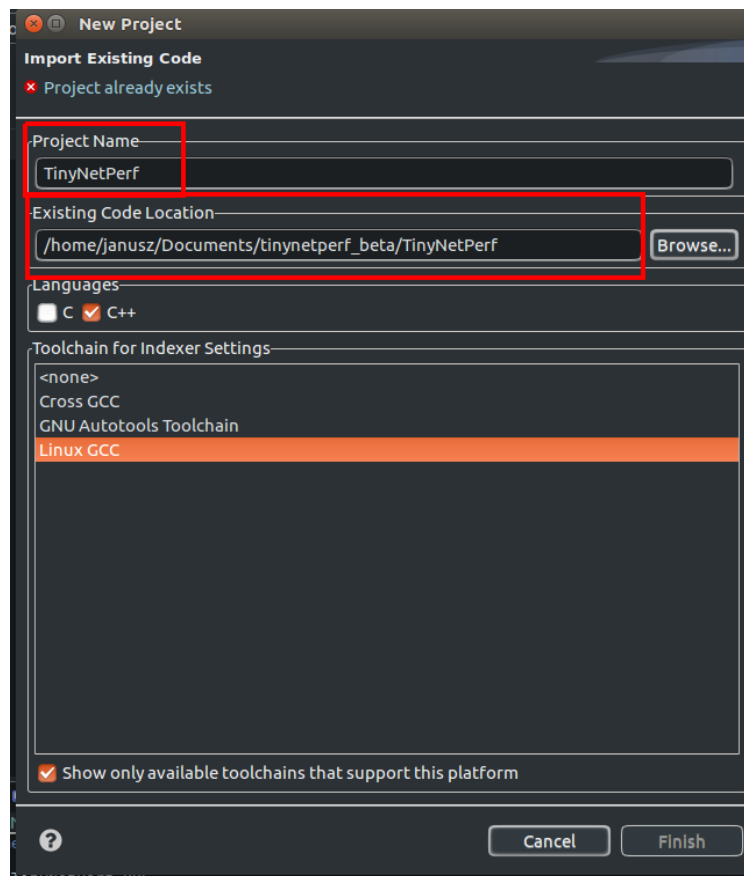 New Project
Import Existing Code
Project already exists
Project Name
TinyNetPerf
Existing Code Location
/home/janusz/Documents/tinynetperf_beta/TinyNetPerf Browse...
Languages
C C++
Toolchain for Indexer Settings
<none>
Cross GCC
GNU Autotools Toolchain
Linux GCC
Show only available toolchains that support this platform
? Cancel Finish